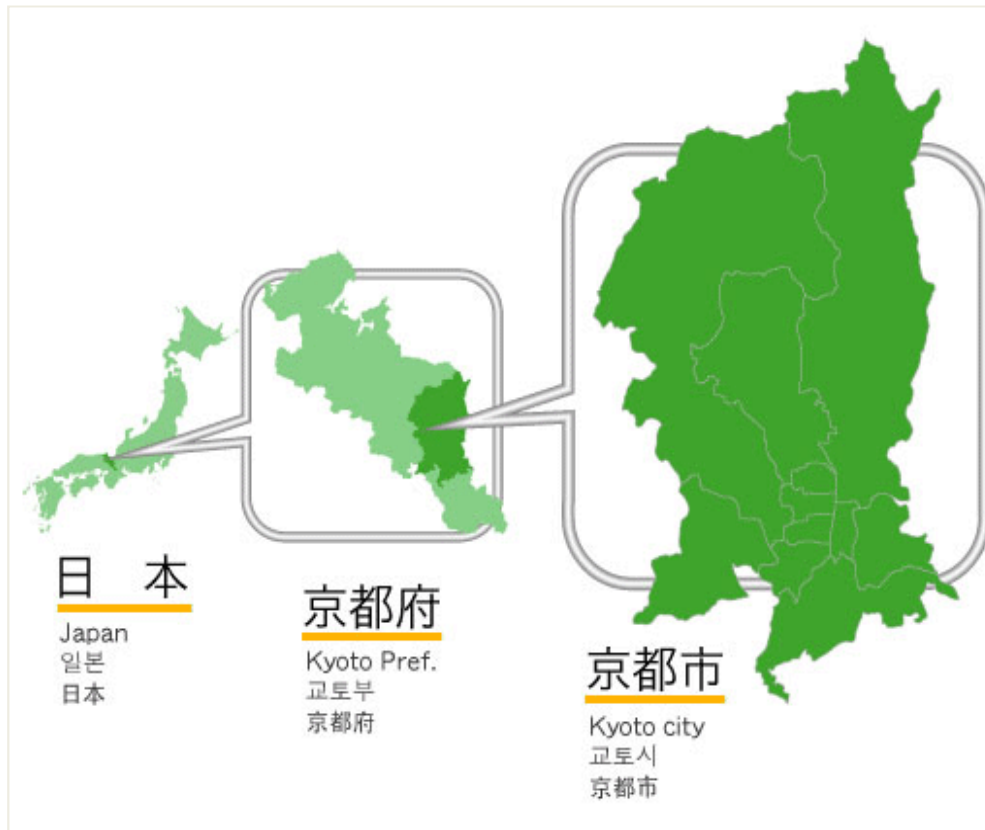 日 本
Japan
일본
日本
京都府
Kyoto Pref.
교토부
京都府
京都市
Kyoto city
교토시
京都市